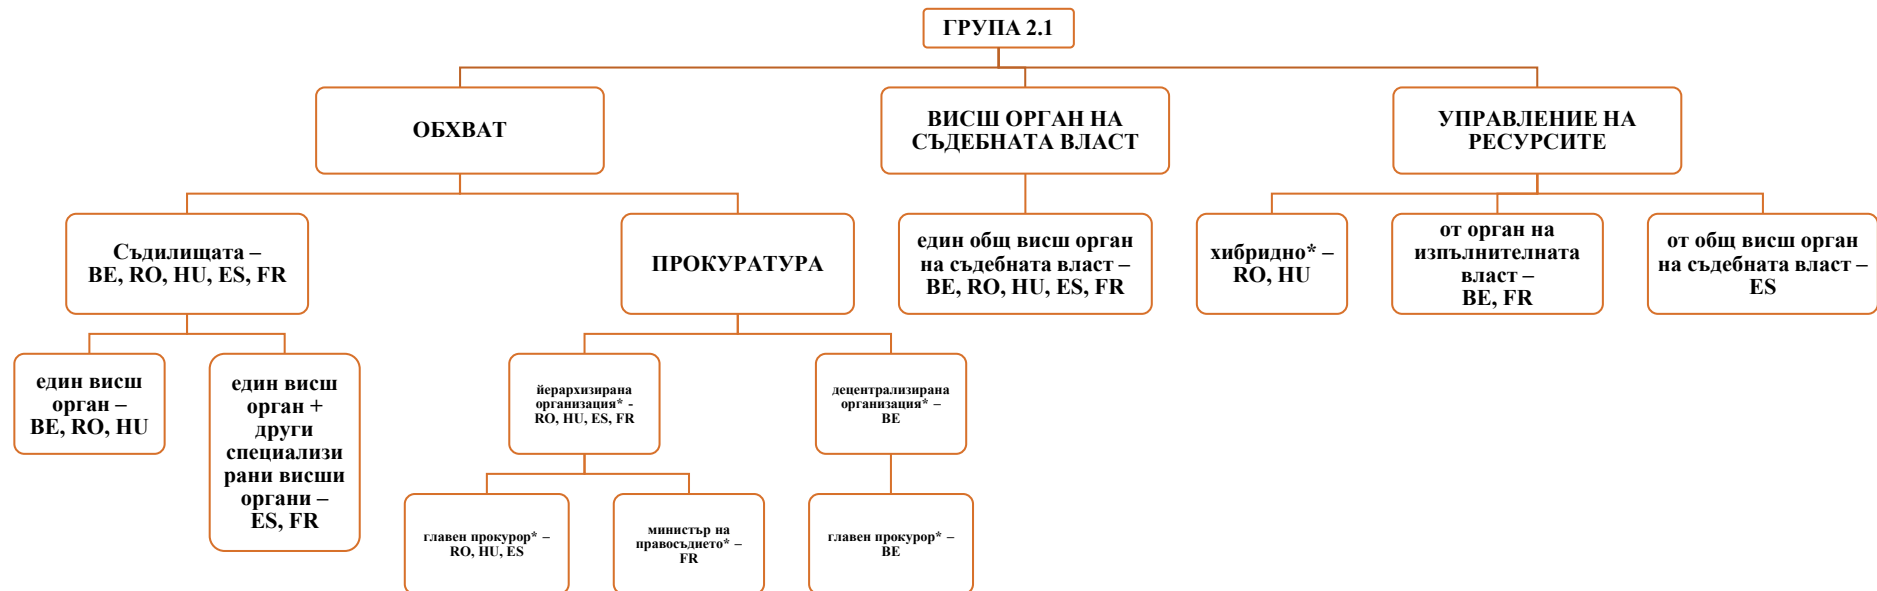 ГРУПА 2.1
ОБХВАТ
ВИСШ ОРГАН НА
СЪДЕБНАТА ВЛАСТ
УПРАВЛЕНИЕ НА
РЕСУРСИТЕ
Съдилищата –
BE, RO, HU, ES, FR
ПРОКУРАТУРА
един общ висш орган
на съдебната власт –
BE, RO, HU, ES, FR
хибридно* –
RO, HU
от орган на
изпълнителната
власт –
BE, FR
от общ висш орган
на съдебната власт –
ES
един висш
орган –
BE, RO, HU
един висш
орган +
други
специализи
рани висши
органи –
ES, FR
йерархизирана
организация* -
RO, HU, ES, FR
децентрализирана
организация* –
BE
главен прокурор* –
RO, HU, ES
министър на
правосъдието* –
FR
главен прокурор* –
BE